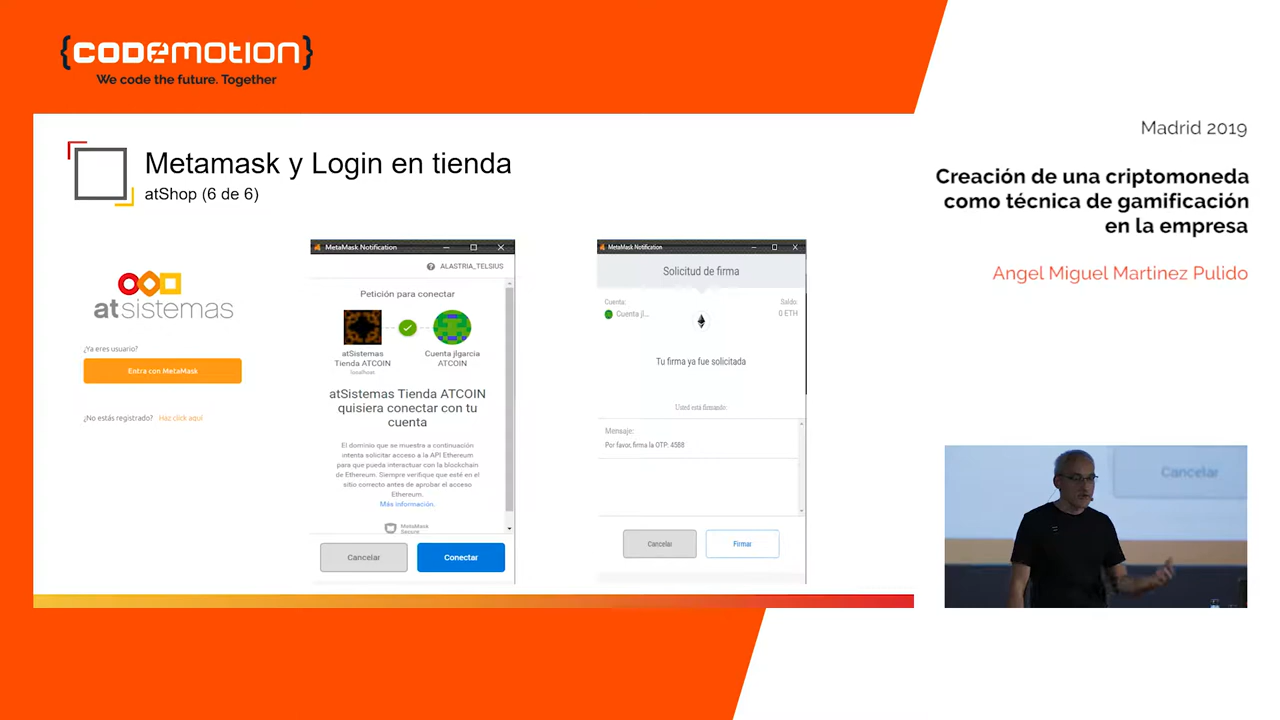 {CODEMOTION}
We code the future. Together
Madrid 2019
Creación de una criptomoneda
como técnica de gamificación
en la empresa
Angel Miguel Martinez Pulido
Metamask y Login en tienda
atShop (6 de 6)
atsistemas
¿Ya eres usuario?
Entra con MetaMask
¿No estás registrado? Haz click aquí
MetaMask Notification
ALASTRIA_TELSIUS
Petición para conectar
atSistemas
Tienda ATCOIN
localhost
Cuenta jlgarcia
ATCOIN
atSistemas Tienda ATCOIN
quisiera conectar con tu
cuenta
El dominio que se muestra a continuación
intenta solicitar acceso a la API Ethereum
para que pueda interactuar con la blockchain
de Ethereum. Siempre verifique que esté en el
sitio correcto antes de aprobar el acceso
Ethereum.
Más información.
MetaMask
Secure
Cancelar
Conectar
MetaMask Notification
Solicitud de firma
Cuenta:
Cuenta jl...
Saldo:
0 ETH
Tu firma ya fue solicitada
Usted está firmando:
Mensaje:
Por favor, firma la OTP: 4588
Cancelar
Firmar
Cancelar